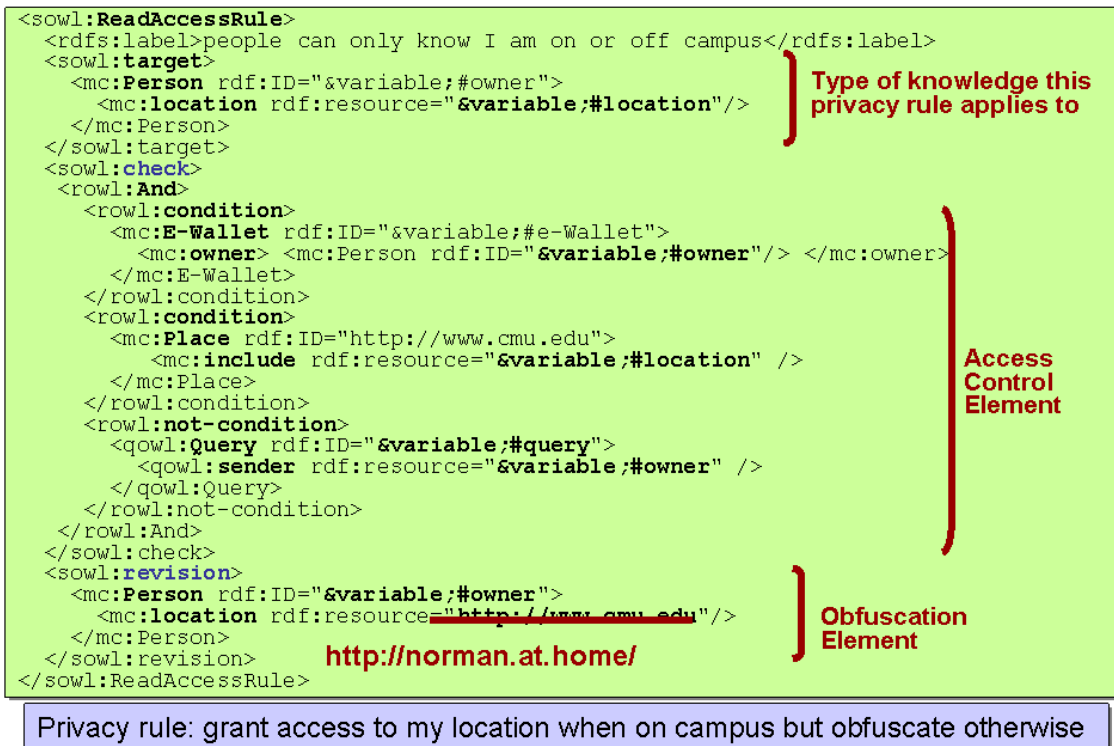 <sowl:ReadAccessRule>
<rdfs:label>people can only know I am on or off campus</rdfs:label>
<sowl:target>
<mc:Person rdf:ID="&variable;#owner">
<mc:location rdf:resource="&variable;#location"/>
</mc:Person>
</sowl:target>
Type of knowledge this
privacy rule applies to
<sowl:check>
<rowl:And>
<rowl:condition>
<mc:E-Wallet rdf:ID="&variable;#e-Wallet">
<mc:owner> <mc:Person rdf:ID="&variable;#owner"/> </mc:owner>
</mc:E-Wallet>
</rowl:condition>
<rowl:condition>
<mc:Place rdf:ID="http://www.cmu.edu">
<mc:include rdf:resource="&variable;#location" />
</mc:Place>
</rowl:condition>
<rowl:not-condition>
<qowl:Query rdf:ID="&variable;#query">
<qowl:sender rdf:resource="&variable;#owner" />
</qowl:Query>
</rowl:not-condition>
</rowl:And>
</sowl:check>
Access
Control
Element
<sowl:revision>
<mc:Person rdf:ID="&variable;#owner">
<mc:location rdf:resource="http://www.cmu.edu"/>
</mc:Person>
</sowl:revision>
http://norman.at.home/
</sowl:ReadAccessRule>
Obfuscation
Element
Privacy rule: grant access to my location when on campus but obfuscate otherwise